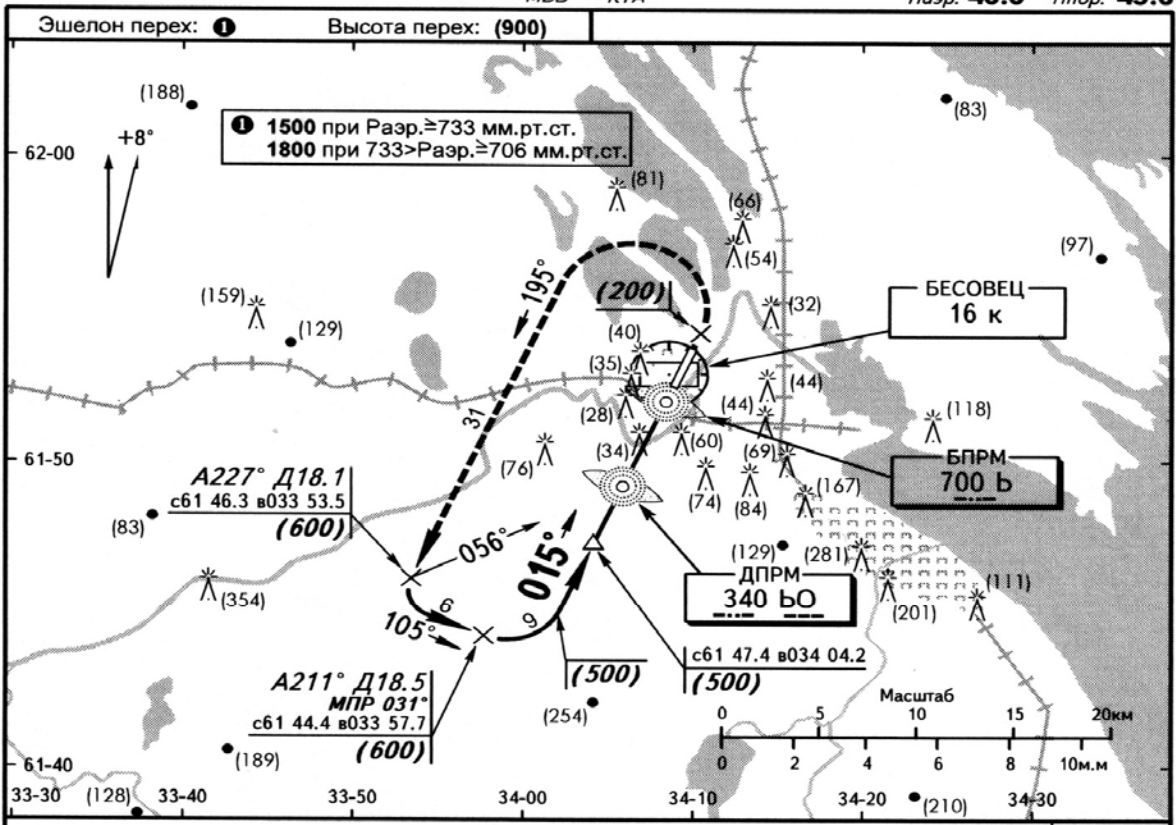 Эшелон перех: ❶ Высота перех: (900)
(188)
(83)
+8°
❶ 1500 при Раэр.≥733 мм.рт.ст.
1800 при 733>Раэр.≥706 мм.рт.ст.
62-00
(81)
(66)
(54)
(97)
195°
(200)
БЕСОВЕЦ
16 к
(159)
(129)
(32)
(40)
(35)
(44)
(28)
(44)
(118)
31
(34)
(60)
(69)
61-50
(76)
(74)
(84)
(167)
БПРМ
700 Ь
А227° Д18.1
с61 46.3 в033 53.5
(600)
(83)
056°
015°
(129)
(281)
ДПРМ
340 ЬО
(201)
(111)
(354)
6
105°
9
с61 47.4 в034 04.2
(500)
(500)
А211° Д18.5
МПР 031°
с61 44.4 в033 57.7
(600)
(254)
(189)
Масштаб
0 5 10 15 20км
0 2 4 6 8 10м.м
61-40
33-30 33-40 33-50 34-00 34-10 34-20 34-30
(128)
(210)